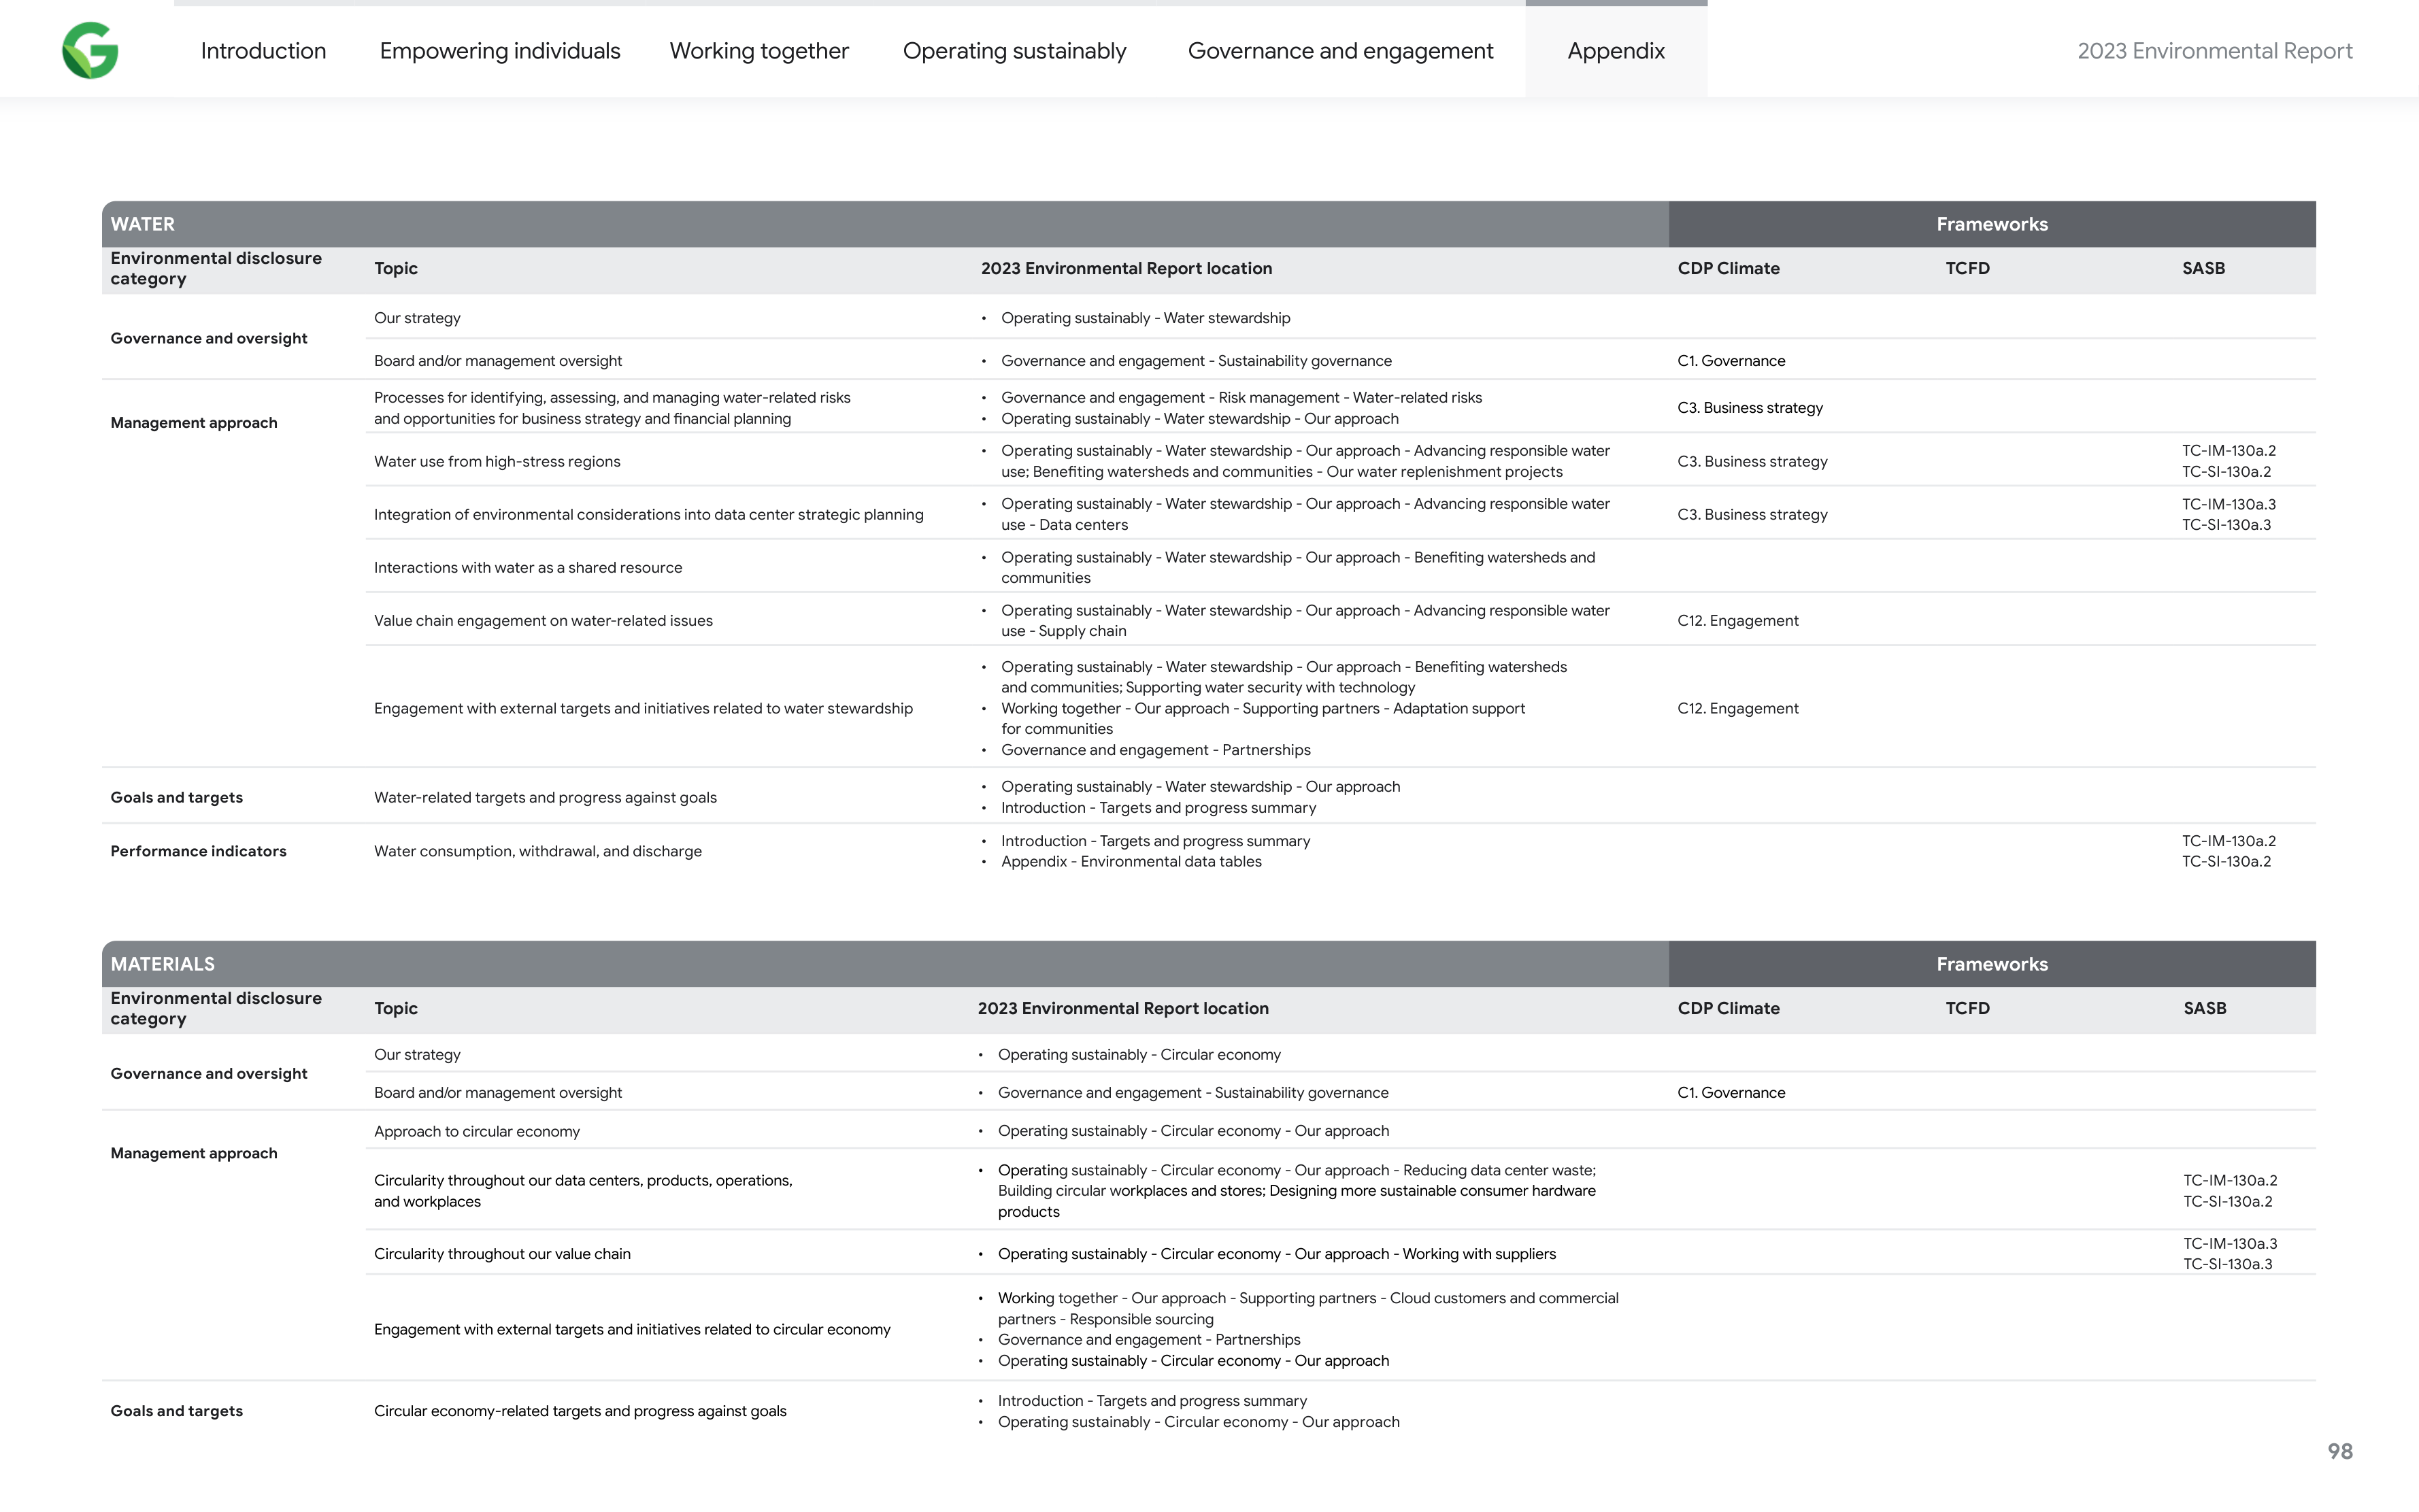 Introduction Empowering individuals Working together Operating sustainably Governance and engagement Appendix 2023 Environmental Report
WATER Frameworks
Environmental disclosure
category Topic 2023 Environmental Report location CDP Climate TCFD SASB
Governance and oversight
Our strategy • Operating sustainably - Water stewardship
Board and/or management oversight • Governance and engagement - Sustainability governance C1. Governance
Management approach
Processes for identifying, assessing, and managing water-related risks
and opportunities for business strategy and financial planning
• Governance and engagement - Risk management - Water-related risks
• Operating sustainably - Water stewardship - Our approach
C3. Business strategy
Water use from high-stress regions
• Operating sustainably - Water stewardship - Our approach - Advancing responsible water
use; Benefiting watersheds and communities - Our water replenishment projects
C3. Business strategy
TC-IM-130a.2
TC-SI-130a.2
Integration of environmental considerations into data center strategic planning
• Operating sustainably - Water stewardship - Our approach - Advancing responsible water
use - Data centers
C3. Business strategy
TC-IM-130a.3
TC-SI-130a.3
Interactions with water as a shared resource
• Operating sustainably - Water stewardship - Our approach - Benefiting watersheds and
communities
Value chain engagement on water-related issues
• Operating sustainably - Water stewardship - Our approach - Advancing responsible water
use - Supply chain
C12. Engagement
Engagement with external targets and initiatives related to water stewardship
• Operating sustainably - Water stewardship - Our approach - Benefiting watersheds
and communities; Supporting water security with technology
• Working together - Our approach - Supporting partners - Adaptation support
for communities
• Governance and engagement - Partnerships
C12. Engagement
Goals and targets
Water-related targets and progress against goals
• Operating sustainably - Water stewardship - Our approach
• Introduction - Targets and progress summary
Performance indicators
Water consumption, withdrawal, and discharge
• Introduction - Targets and progress summary
• Appendix - Environmental data tables
TC-IM-130a.2
TC-SI-130a.2
MATERIALS Frameworks
Environmental disclosure
category Topic 2023 Environmental Report location CDP Climate TCFD SASB
Governance and oversight
Our strategy • Operating sustainably - Circular economy
Board and/or management oversight • Governance and engagement - Sustainability governance C1. Governance
Management approach
Approach to circular economy • Operating sustainably - Circular economy - Our approach
Circularity throughout our data centers, products, operations,
and workplaces
• Operating sustainably - Circular economy - Our approach - Reducing data center waste;
Building circular workplaces and stores; Designing more sustainable consumer hardware
products
TC-IM-130a.2
TC-SI-130a.2
Circularity throughout our value chain • Operating sustainably - Circular economy - Our approach - Working with suppliers
TC-IM-130a.3
TC-SI-130a.3
Engagement with external targets and initiatives related to circular economy
• Working together - Our approach - Supporting partners - Cloud customers and commercial
partners - Responsible sourcing
• Governance and engagement - Partnerships
• Operating sustainably - Circular economy - Our approach
Goals and targets
Circular economy-related targets and progress against goals
• Introduction - Targets and progress summary
• Operating sustainably - Circular economy - Our approach
98